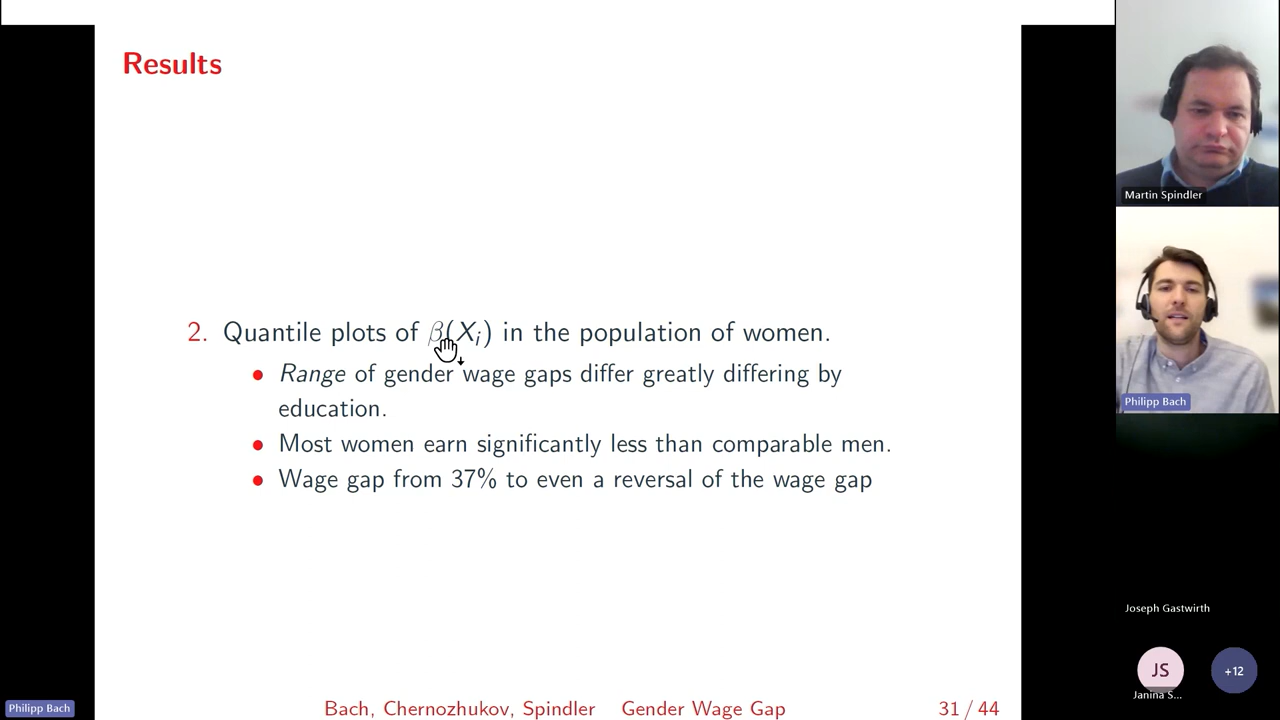 Results
2. Quantile plots of β(Xᵢ) in the population of women.
• Range of gender wage gaps differ greatly differing by
education.
• Most women earn significantly less than comparable men.
• Wage gap from 37% to even a reversal of the wage gap
Bach, Chernozhukov, Spindler Gender Wage Gap 31 / 44
Philipp Bach
Martin Spindler
Philipp Bach
Joseph Gastwirth
JS
+12
Janina S...